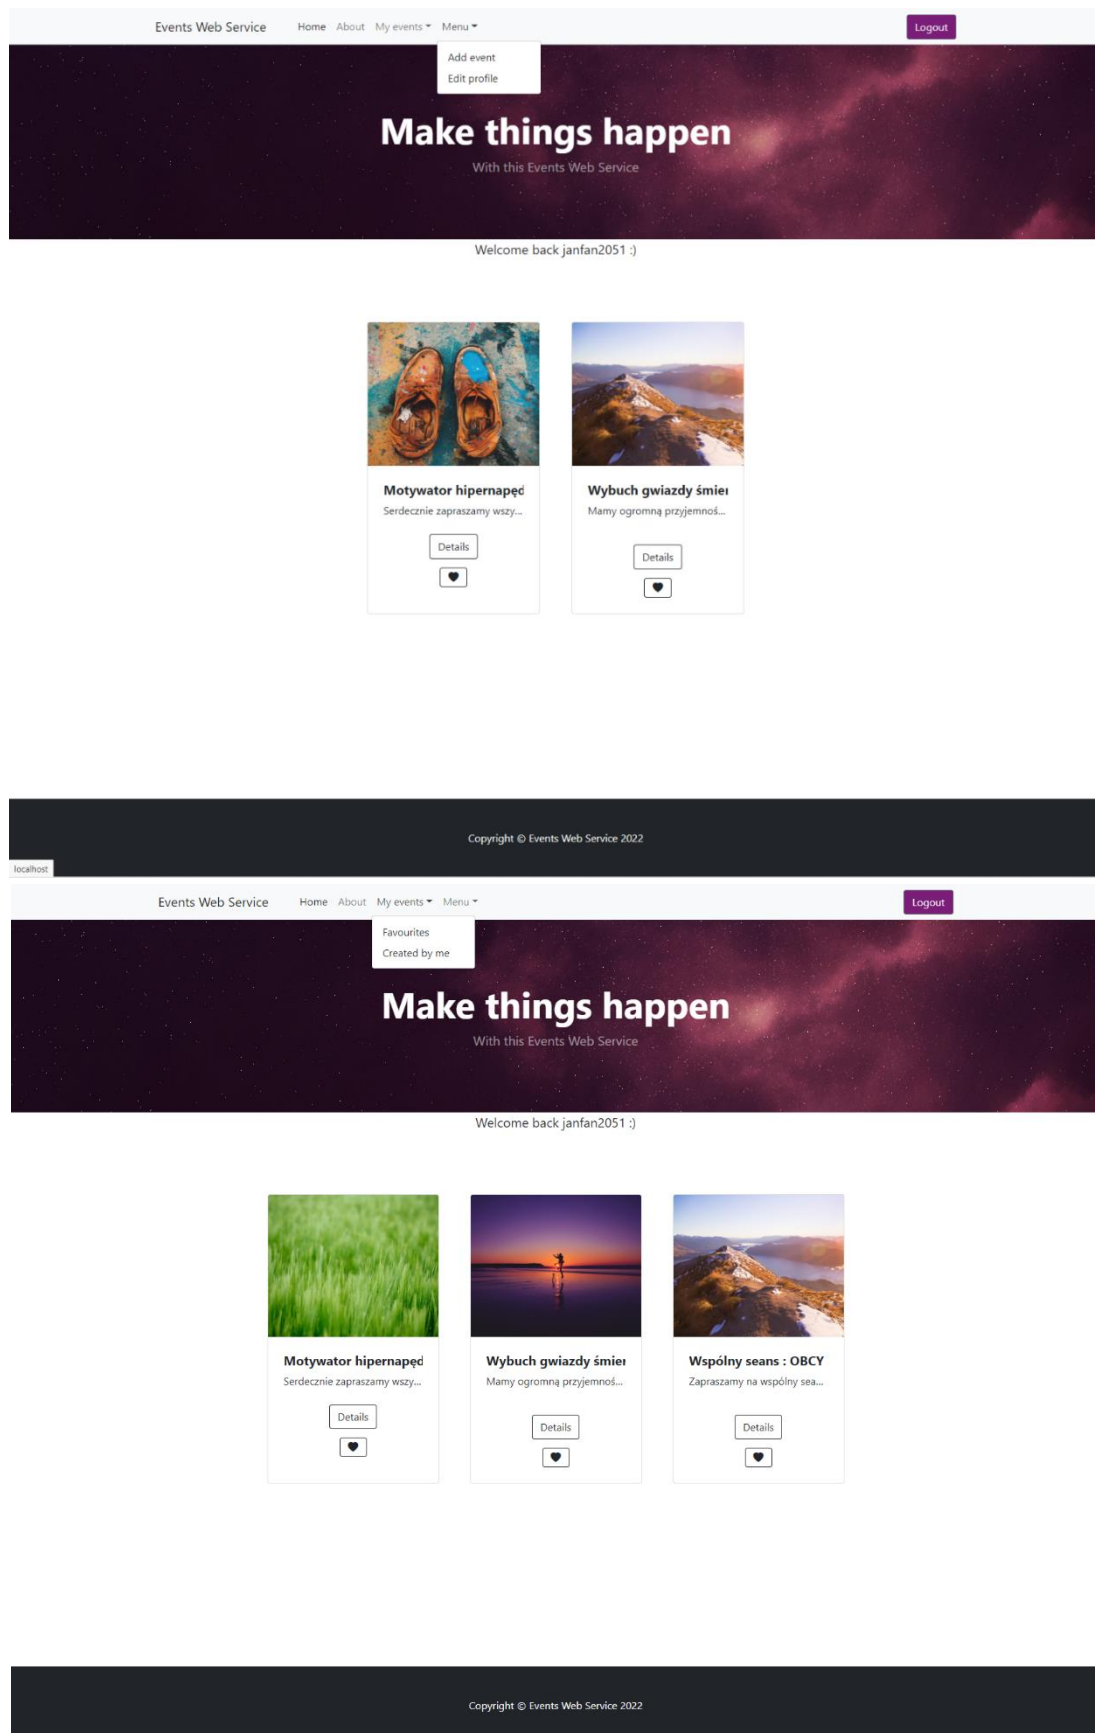 Events Web Service Home About My events Menu Logout
Add event
Edit profile
Make things happen
With this Events Web Service
Welcome back janfan2051 :)
Motywator hipernapęd Wybuch gwiazdy śmier
Serdecznie zapraszamy wszy... Mamy ogromną przyjemnoś...
Details Details
Copyright © Events Web Service 2022
localhost
Events Web Service Home About My events Menu Logout
Favourites
Created by me
Make things happen
With this Events Web Service
Welcome back janfan2051 :)
Motywator hipernapęd Wybuch gwiazdy śmier Wspólny seans : OBCY
Serdecznie zapraszamy wszy... Mamy ogromną przyjemnoś... Zapraszamy na wspólny sea...
Details Details Details
Copyright © Events Web Service 2022